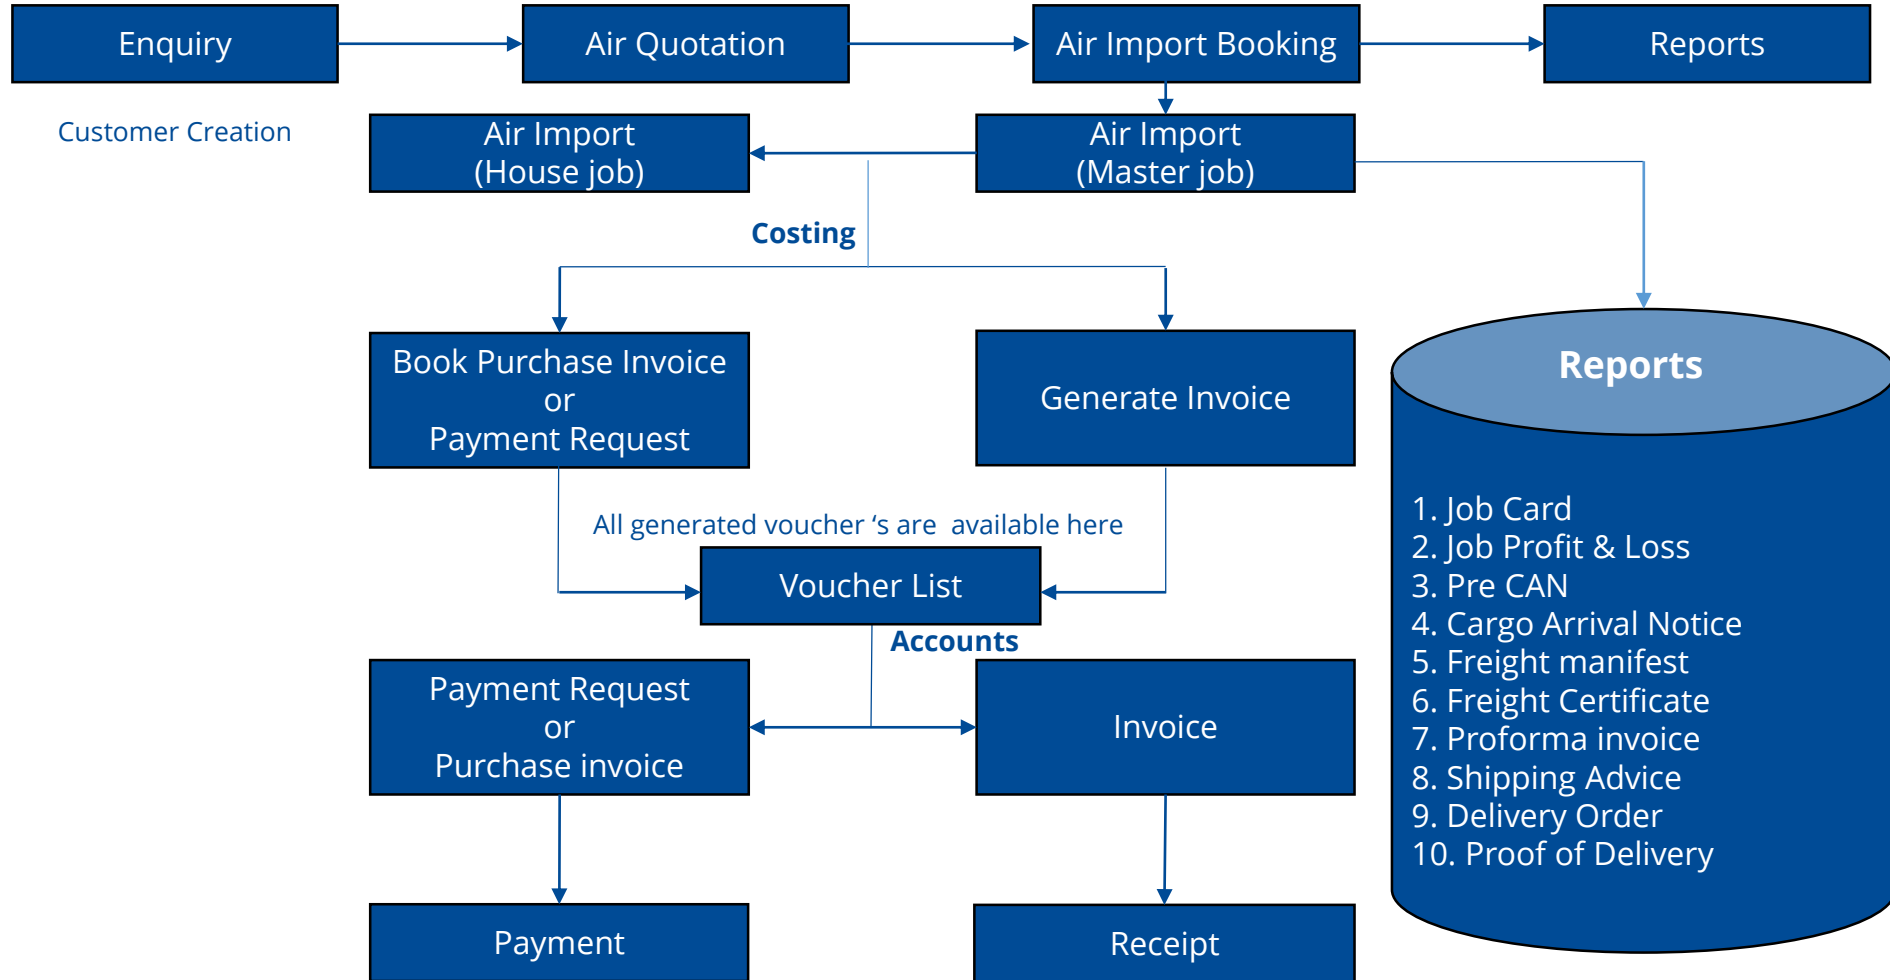 Enquiry
Air Quotation
Air Import Booking
Reports
Customer Creation
Air Import
(House job)
Air Import
(Master job)
Costing
Book Purchase Invoice
or
Payment Request
Generate Invoice
Reports
1. Job Card
2. Job Profit & Loss
3. Pre CAN
4. Cargo Arrival Notice
5. Freight manifest
6. Freight Certificate
7. Proforma invoice
8. Shipping Advice
9. Delivery Order
10. Proof of Delivery
All generated voucher ‘s are  available here
Voucher List
Accounts
Payment Request
or
Purchase invoice
Invoice
Payment
Receipt